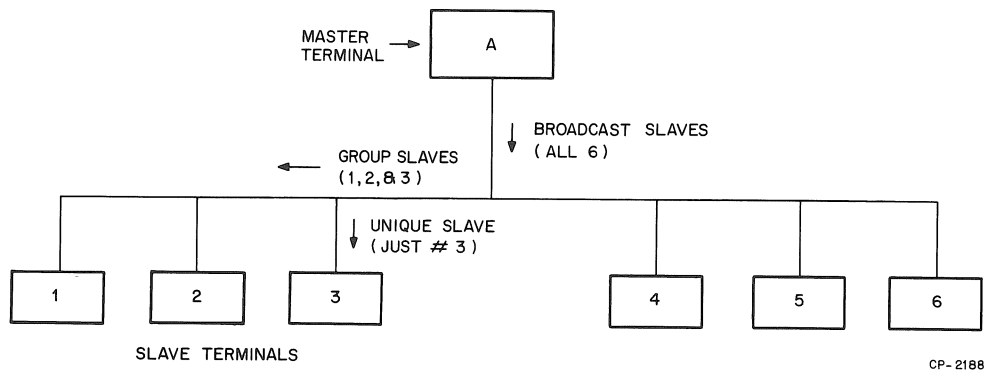 MASTER
TERMINAL
A
BROADCAST SLAVES
(ALL 6)
GROUP SLAVES
(1,2,& 3)
UNIQUE SLAVE
(JUST # 3)
1
2
3
4
5
6
SLAVE TERMINALS
CP-2188